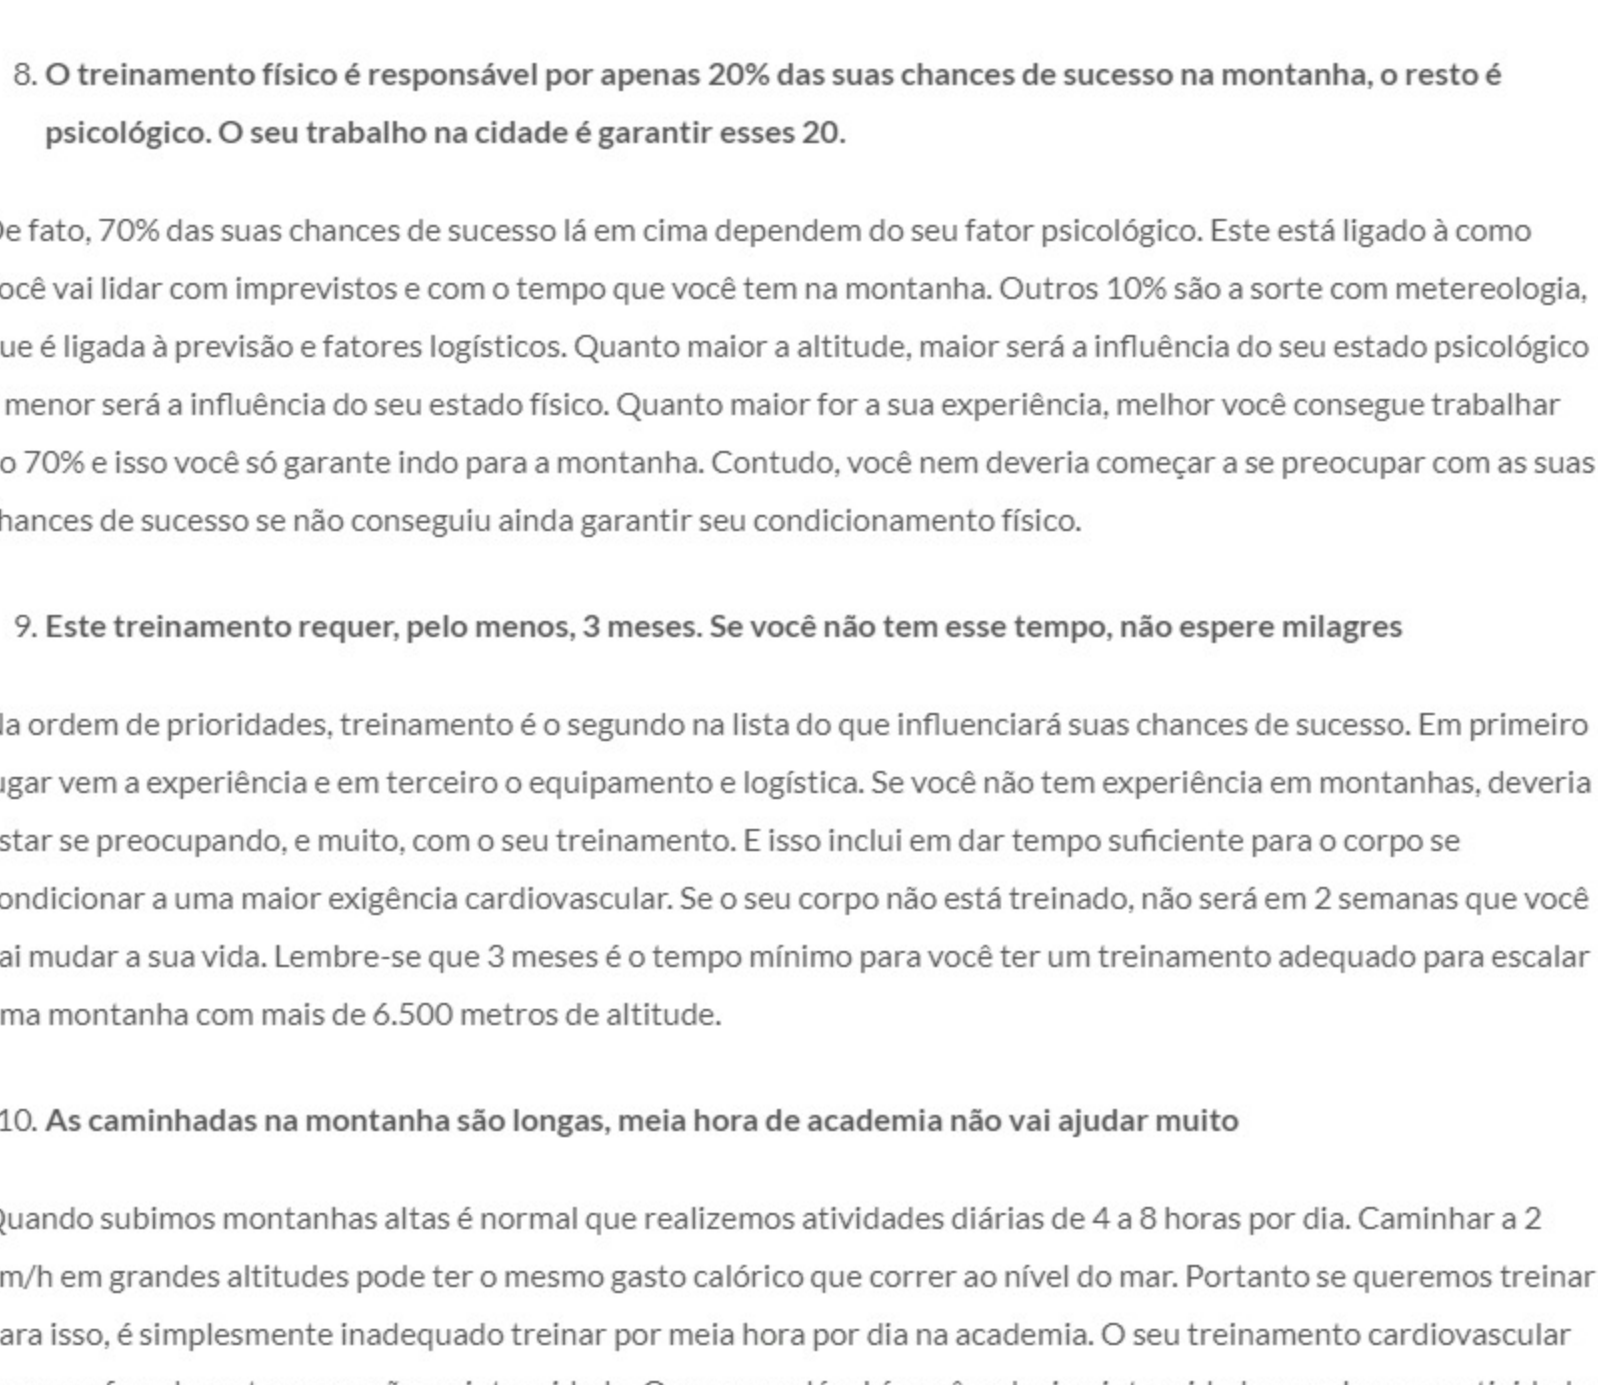 8. O treinamento físico é responsável por apenas 20% das suas chances de sucesso na montanha, o resto é
psicológico. O seu trabalho na cidade é garantir esses 20.
De fato, 70% das suas chances de sucesso lá em cima dependem do seu fator psicológico. Este está ligado à como
ocê vai lidar com imprevistos e com o tempo que você tem na montanha. Outros 10% são a sorte com metereologia,
ue é ligada à previsão e fatores logísticos. Quanto maior a altitude, maior será a influência do seu estado psicológico
menor será a influência do seu estado físico. Quanto maior for a sua experiência, melhor você consegue trabalhar
o 70% e isso você só garante indo para a montanha. Contudo, você nem deveria começar a se preocupar com as suas
hances de sucesso se não conseguiu ainda garantir seu condicionamento físico.
9. Este treinamento requer, pelo menos, 3 meses. Se você não tem esse tempo, não espere milagres
Na ordem de prioridades, treinamento é o segundo na lista do que influenciará suas chances de sucesso. Em primeiro
ugar vem a experiência e em terceiro o equipamento e logística. Se você não tem experiência em montanhas, deveria
star se preocupando, e muito, com o seu treinamento. E isso inclui em dar tempo suficiente para o corpo se
ondicionar a uma maior exigência cardiovascular. Se o seu corpo não está treinado, não será em 2 semanas que você
ai mudar a sua vida. Lembre-se que 3 meses é o tempo mínimo para você ter um treinamento adequado para escalar
ma montanha com mais de 6.500 metros de altitude.
10. As caminhadas na montanha são longas, meia hora de academia não vai ajudar muito
Quando subimos montanhas altas é normal que realizemos atividades diárias de 4 a 8 horas por dia. Caminhar a 2
m/h em grandes altitudes pode ter o mesmo gasto calórico que correr ao nível do mar. Portanto se queremos treinar
ara isso, é simplesmente inadequado treinar por meia hora por dia na academia. O seu treinamento cardiovascular